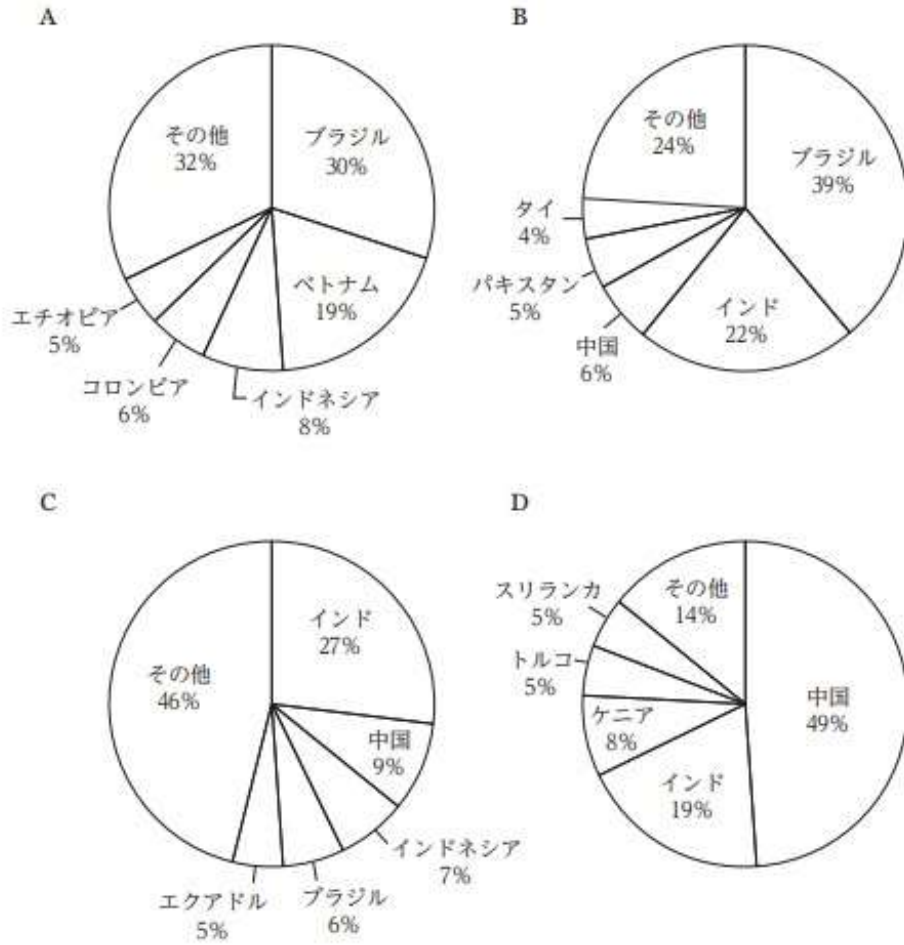 A
その他
32%
ブラジル
30%
ベトナム
19%
エチオピア
5%
コロンビア
6%
インドネシア
8%
B
その他
24%
ブラジル
39%
タイ
4%
パキスタン
5%
中国
6%
インド
22%
C
その他
46%
インド
27%
中国
9%
インドネシア
7%
ブラジル
6%
エクアドル
5%
D
スリランカ
5%
その他
14%
トルコ
5%
ケニア
8%
中国
49%
インド
19%